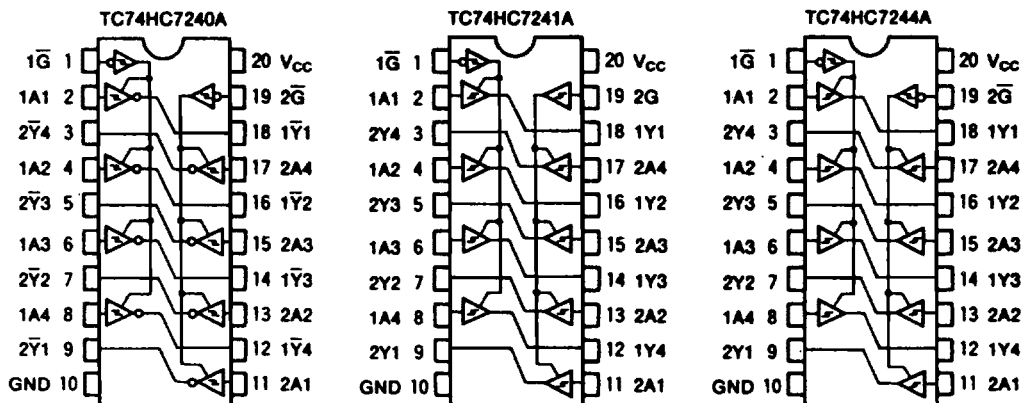 TC74HC7240A
1G̅ 1 20 VCC
1A1 2 19 2G̅
2Y̅4 3 18 1Y̅1
1A2 4 17 2A4
2Y̅3 5 16 1Y̅2
1A3 6 15 2A3
2Y̅2 7 14 1Y̅3
1A4 8 13 2A2
2Y̅1 9 12 1Y̅4
GND 10 11 2A1
TC74HC7241A
1G̅ 1 20 VCC
1A1 2 19 2G
2Y4 3 18 1Y1
1A2 4 17 2A4
2Y3 5 16 1Y2
1A3 6 15 2A3
2Y2 7 14 1Y3
1A4 8 13 2A2
2Y1 9 12 1Y4
GND 10 11 2A1
TC74HC7244A
1G̅ 1 20 VCC
1A1 2 19 2G̅
2Y4 3 18 1Y1
1A2 4 17 2A4
2Y3 5 16 1Y2
1A3 6 15 2A3
2Y2 7 14 1Y3
1A4 8 13 2A2
2Y1 9 12 1Y4
GND 10 11 2A1